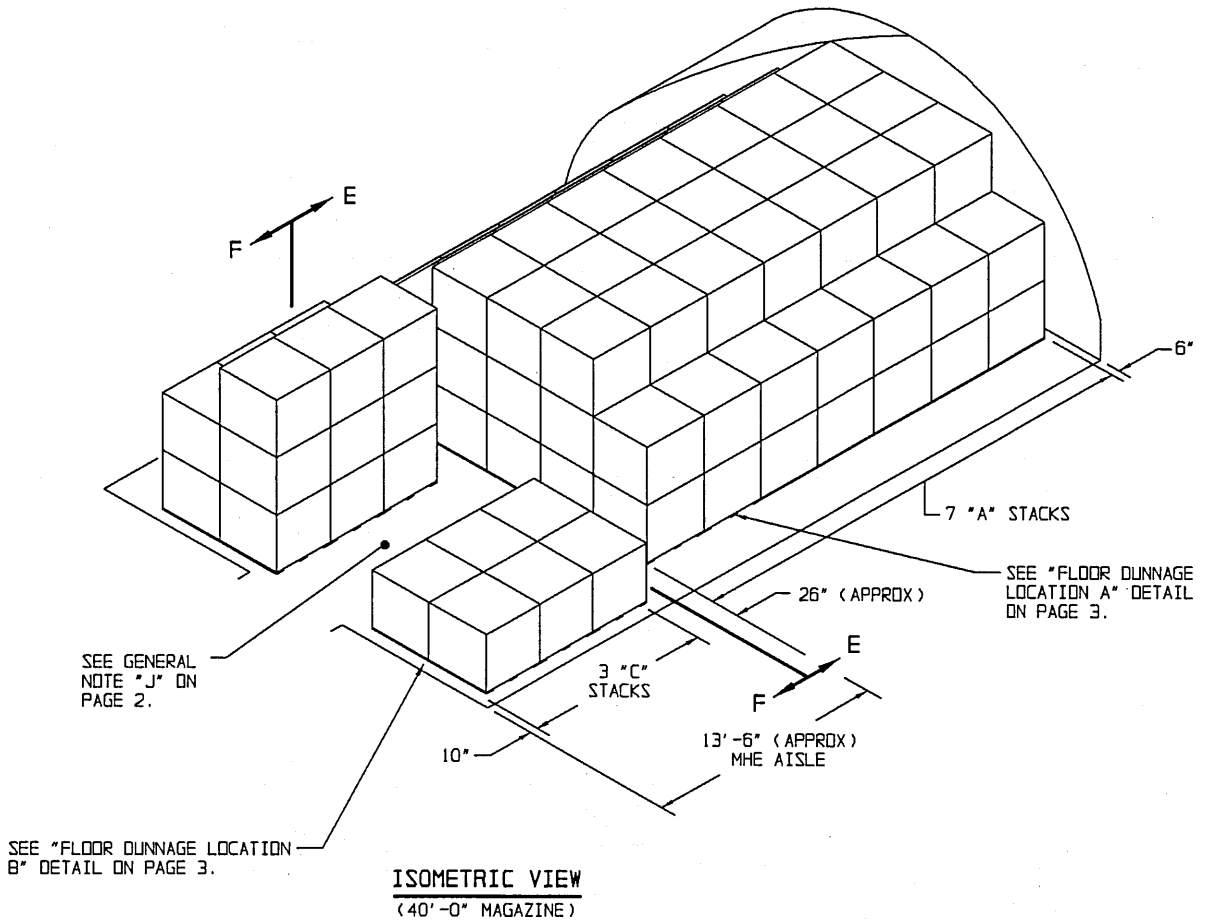 E
F
6"
7 "A" STACKS
SEE "FLOOR DUNNAGE
LOCATION A" DETAIL
ON PAGE 3.
26" (APPROX)
SEE GENERAL
NOTE "J" ON
PAGE 2.
3 "C"
STACKS
E
F
13'-6" (APPROX)
MHE AISLE
10"
SEE "FLOOR DUNNAGE LOCATION
B" DETAIL ON PAGE 3.
ISOMETRIC VIEW
(40'-0" MAGAZINE)